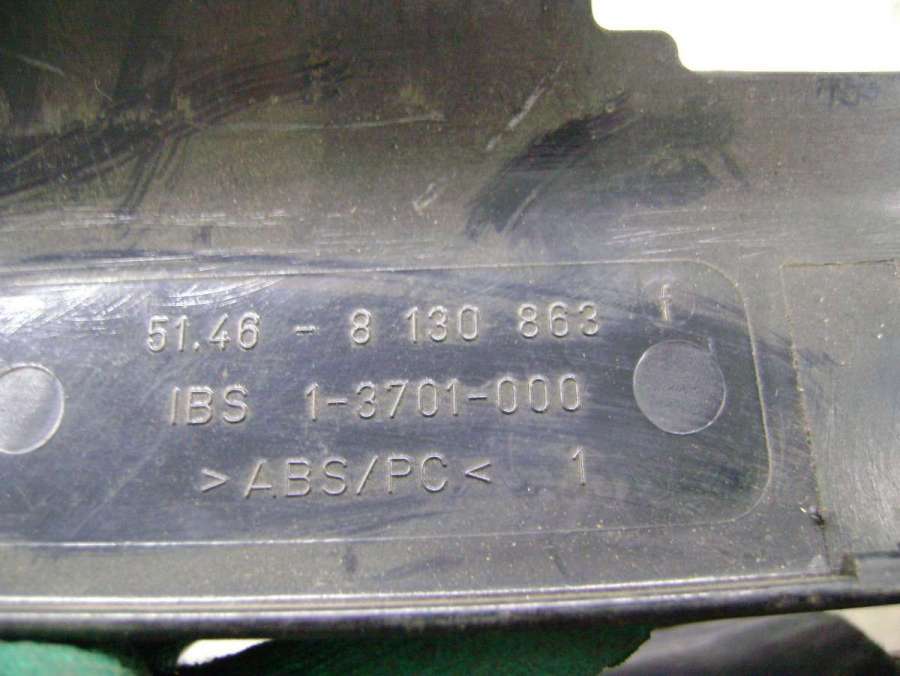 51.46 - 8 130 863 f
IBS 1-3701-000
>ABS/PC< 1